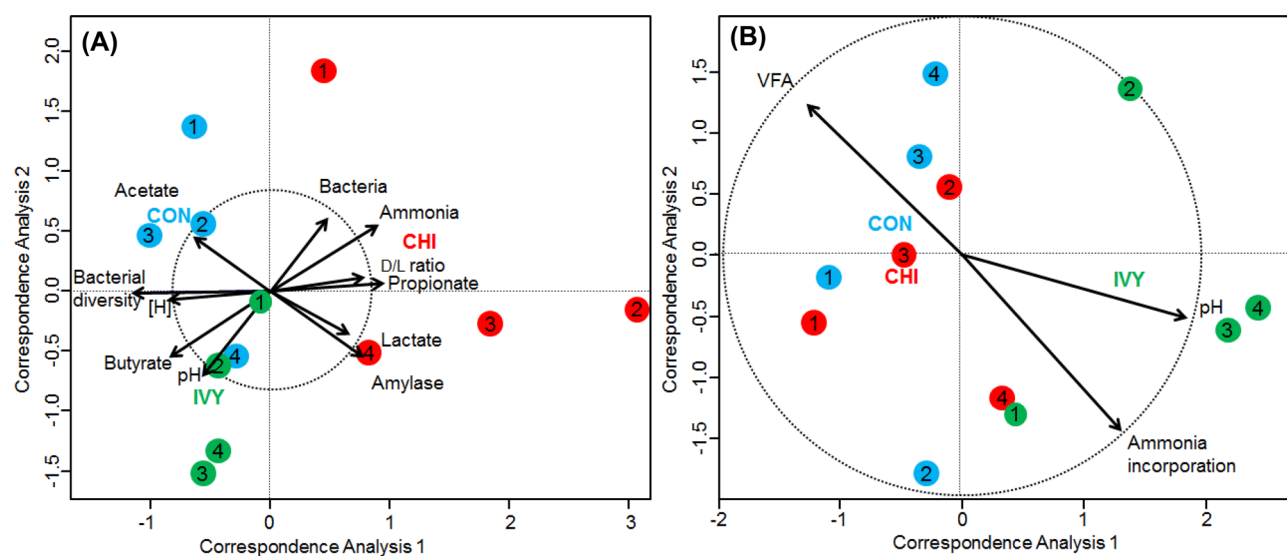 (A)
Correspondence Analysis 2
2.0
1.5
1.0
0.5
0.0
-0.5
-1.0
-1.5
1
1
Acetate
Bacteria
CON
2
3
Ammonia
CHI
D/L ratio
Propionate
Bacterial
diversity
[H]
1
2
3
Butyrate
pH
4
2
4
Lactate
Amylase
IVY
4
3
-1
0
1
2
3
Correspondence Analysis 1
(B)
Correspondence Analysis 2
1.5
1.0
0.5
0.0
-0.5
-1.0
-1.5
VFA
4
2
3
2
CON
3
CHI
1
IVY
1
pH
4
3
4
1
Ammonia
incorporation
2
-2
-1
0
1
2
Correspondence Analysis 1